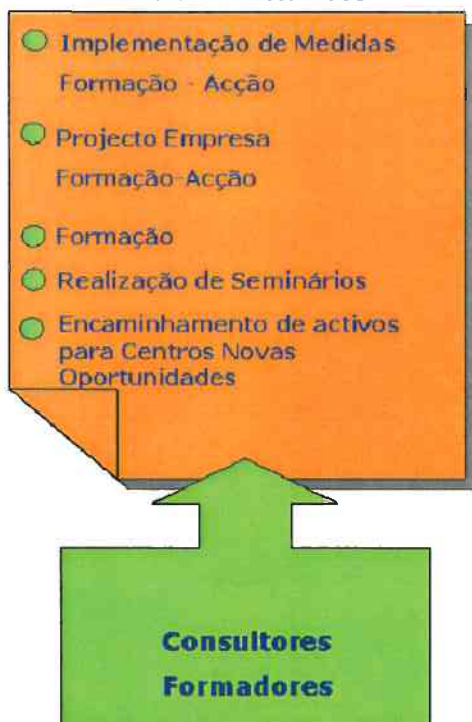 Implementação de Medidas
Formação - Acção
Projecto Empresa
Formação-Acção
Formação
Realização de Seminários
Encaminhamento de activos
para Centros Novas
Oportunidades
Consultores
Formadores